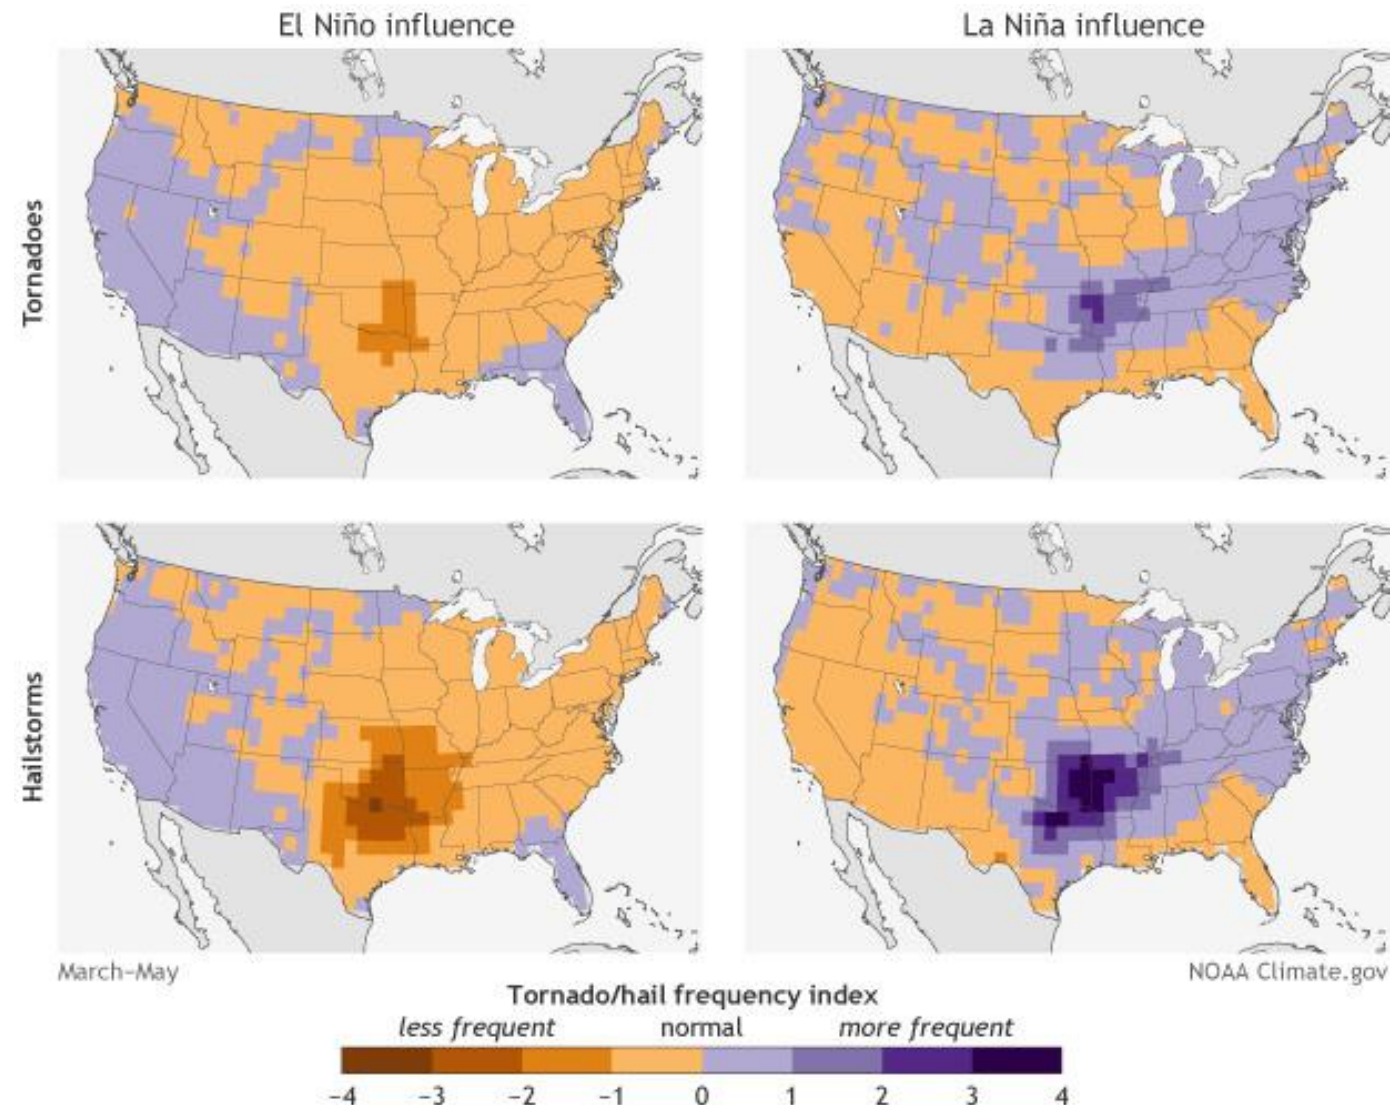 El Niño influence
La Niña influence
Tornadoes
Hailstorms
March–May
NOAA Climate.gov
Tornado/hail frequency index
less frequent normal more frequent
−4 −3 −2 −1 0 1 2 3 4